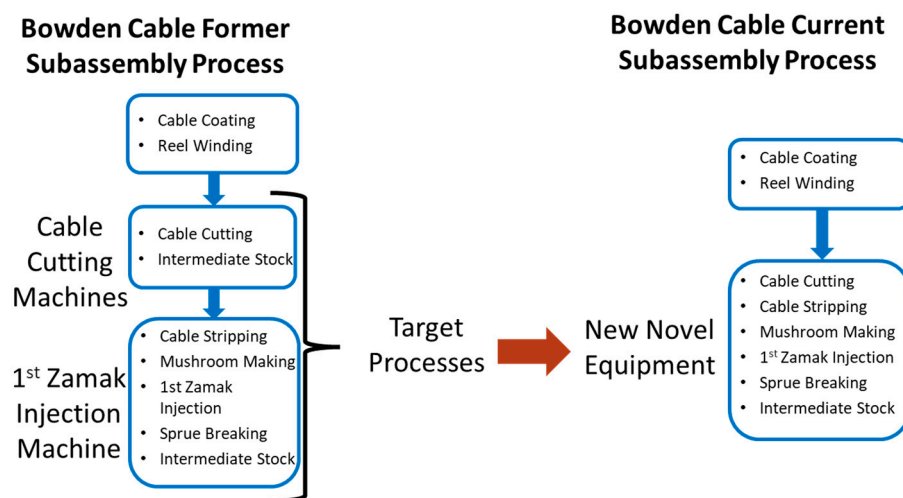 Bowden Cable Former
Subassembly Process
• Cable Coating
• Reel Winding
Cable
Cutting
Machines
• Cable Cutting
• Intermediate Stock
1st Zamak
Injection
Machine
• Cable Stripping
• Mushroom Making
• 1st Zamak
Injection
• Sprue Breaking
• Intermediate Stock
Target
Processes
New Novel
Equipment
Bowden Cable Current
Subassembly Process
• Cable Coating
• Reel Winding
• Cable Cutting
• Cable Stripping
• Mushroom Making
• 1st Zamak Injection
• Sprue Breaking
• Intermediate Stock